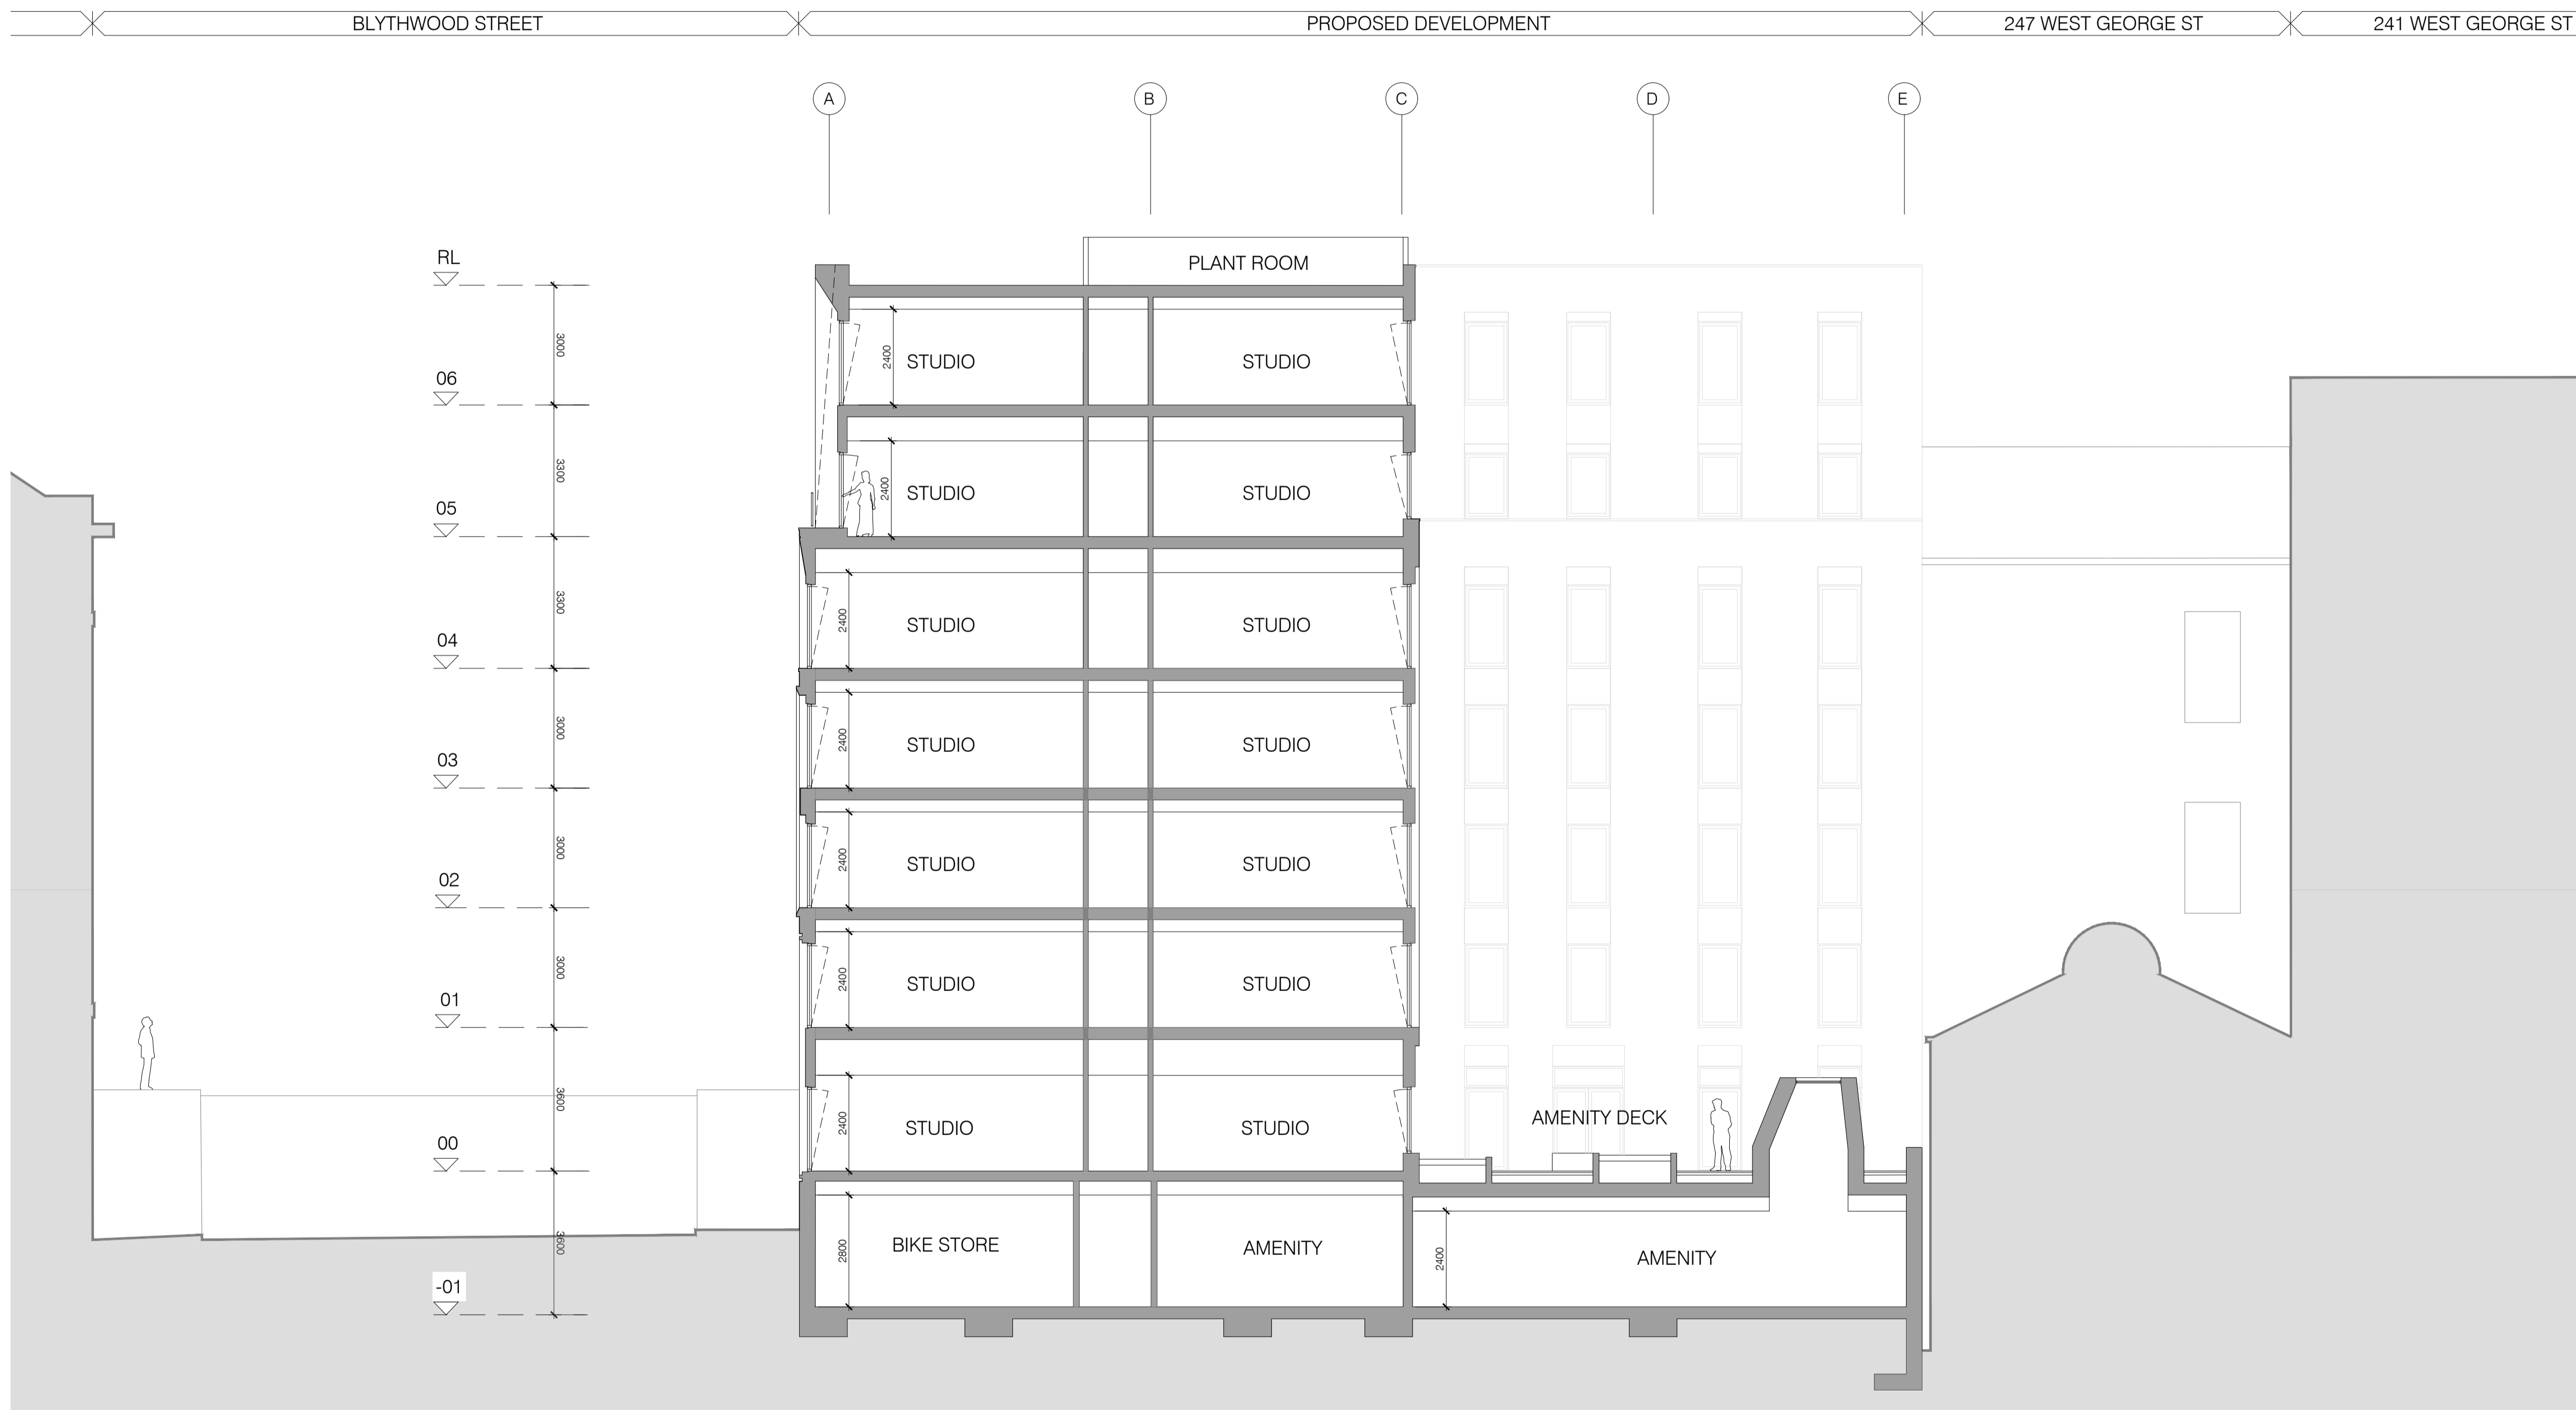 BLYTHWOOD STREET
PROPOSED DEVELOPMENT
247 WEST GEORGE ST
241 WEST GEORGE ST
A
B
C
D
E
RL
PLANT ROOM
3000
2400
STUDIO
STUDIO
06
3300
2400
STUDIO
STUDIO
05
3300
2400
STUDIO
STUDIO
04
3000
2400
STUDIO
STUDIO
03
3000
2400
STUDIO
STUDIO
02
3000
2400
STUDIO
STUDIO
01
3600
2400
STUDIO
STUDIO
AMENITY DECK
00
3600
2800
BIKE STORE
AMENITY
2400
AMENITY
-01